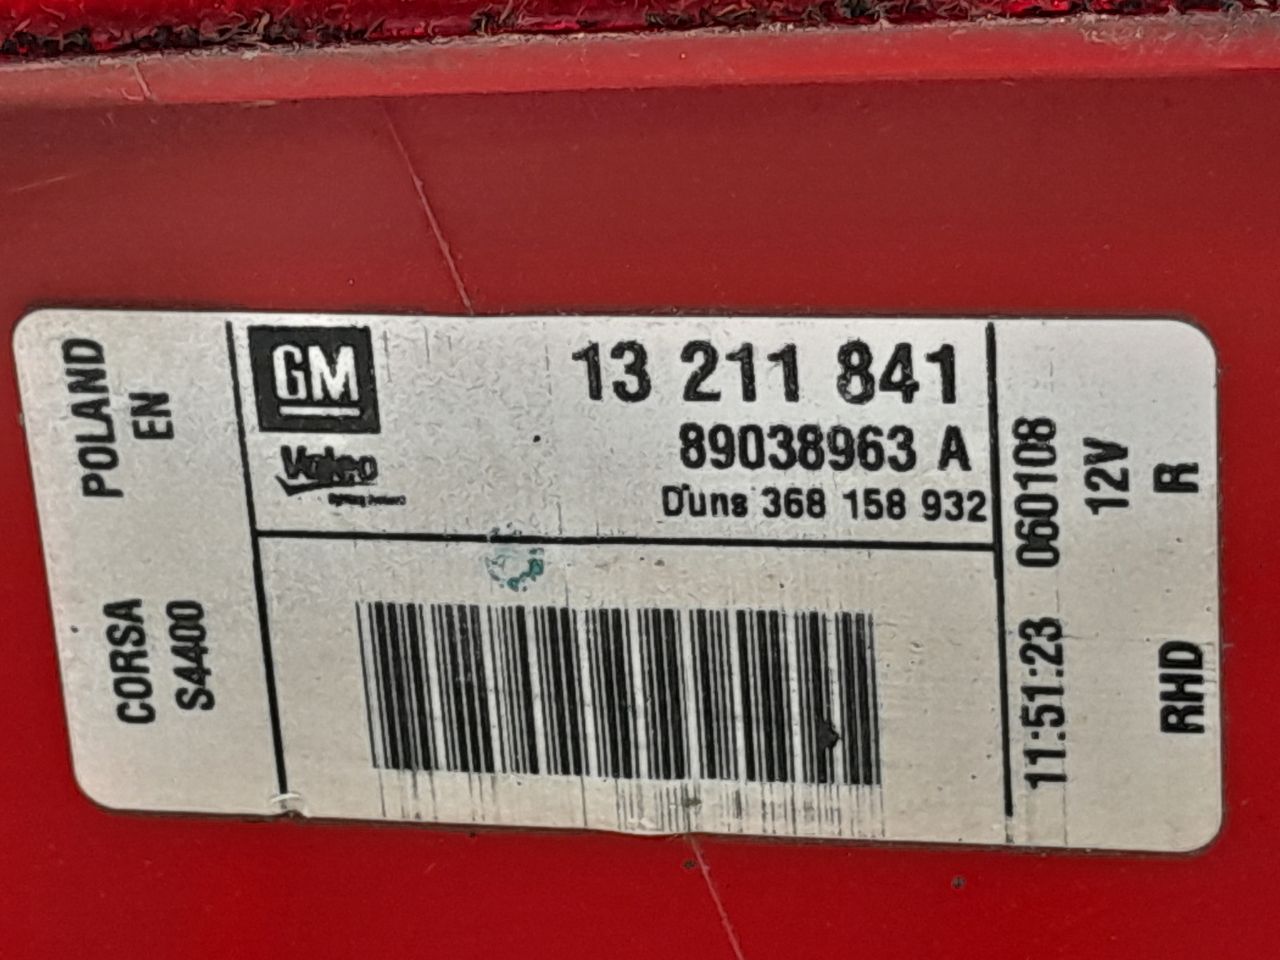 POLAND
EN
CORSA
S4400
GM
Valeo
13 211 841
89038963 A
Duns 368 158 932
11:51:23 060108
12V
RHD R